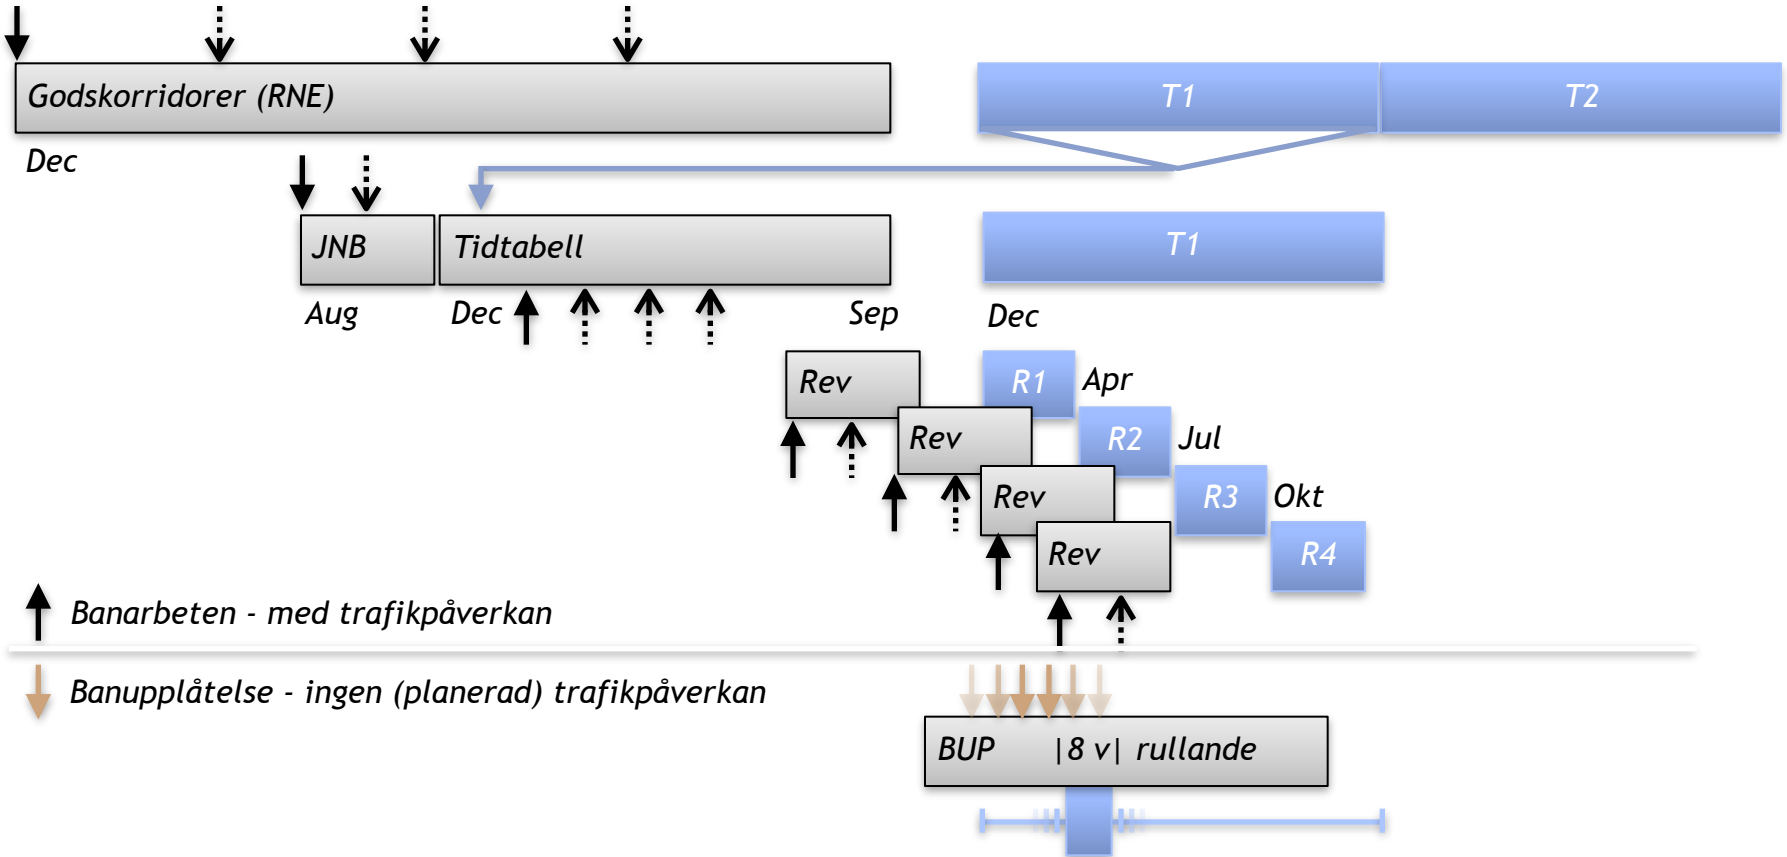 Godskorridorer (RNE)
T1
T2
Dec
JNB
Tidtabell
T1
Aug
Dec
Sep
Dec
Rev
R1
Apr
Rev
R2
Jul
Rev
R3
Okt
Rev
R4
Banarbeten - med trafikpåverkan
Banupplåtelse - ingen (planerad) trafikpåverkan
BUP |8 v| rullande